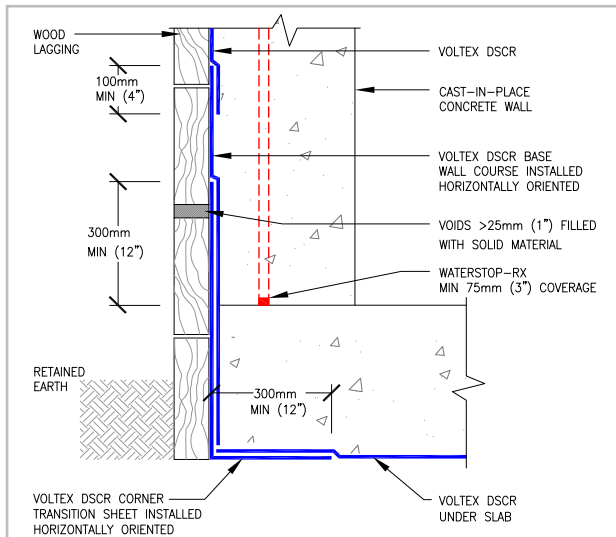 WOOD
LAGGING
100mm
MIN (4")
300mm
MIN (12")
RETAINED
EARTH
VOLTEX DSCR CORNER
TRANSITION SHEET INSTALLED
HORIZONTALLY ORIENTED
300mm
MIN (12")
VOLTEX DSCR
CAST-IN-PLACE
CONCRETE WALL
VOLTEX DSCR BASE
WALL COURSE INSTALLED
HORIZONTALLY ORIENTED
VOIDS >25mm (1") FILLED
WITH SOLID MATERIAL
WATERSTOP-RX
MIN 75mm (3") COVERAGE
VOLTEX DSCR
UNDER SLAB